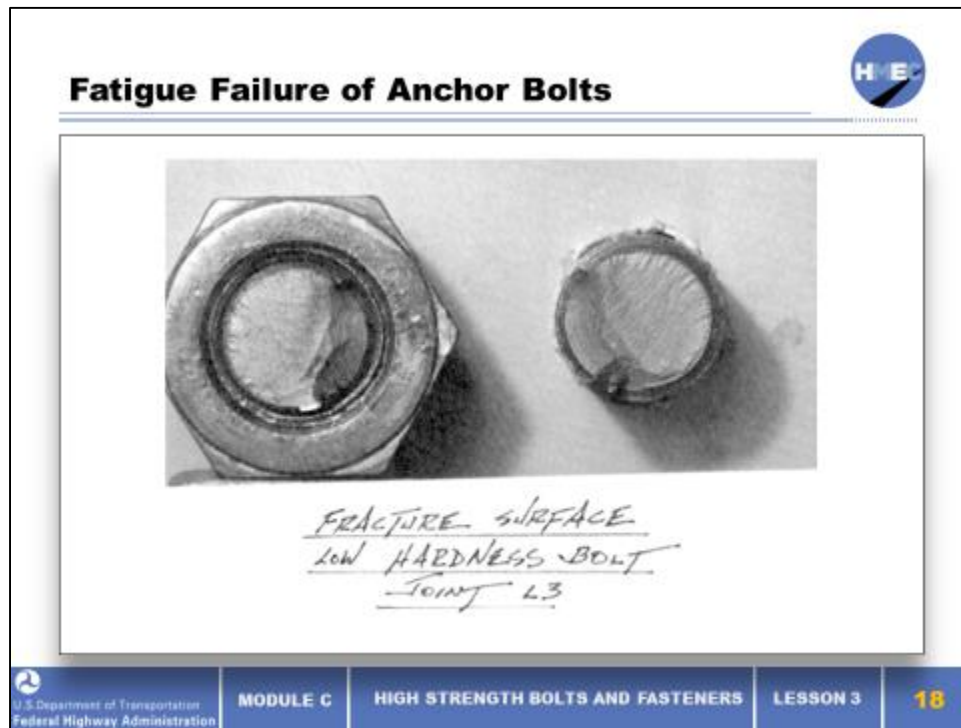 Fatigue Failure of Anchor Bolts
HMEC
FRACTURE SURFACE
LOW HARDNESS BOLT
JOINT L3
U.S.Department of Transportation
Federal Highway Administration
MODULE C
HIGH STRENGTH BOLTS AND FASTENERS
LESSON 3
18